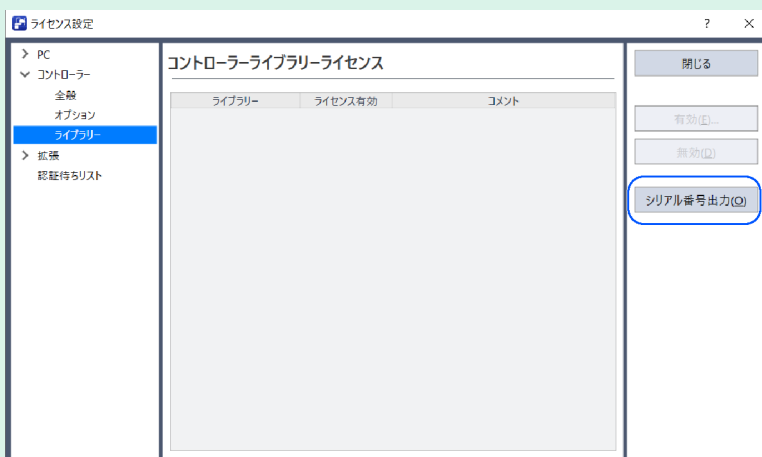 ライセンス設定
?
×
PC
コントローラー
全般
オプション
ライブラリー
拡張
認証待ちリスト
コントローラーライブラリーライセンス
ライブラリー ライセンス有効 コメント
閉じる
有効(E)...
無効(D)
シリアル番号出力(O)